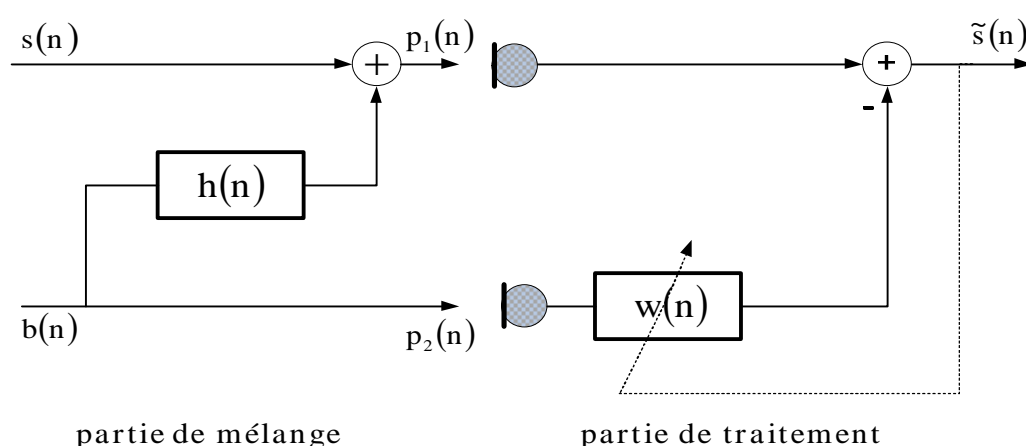 s(n)
p₁(n)
s̃(n)
+
+
-
h(n)
w(n)
b(n)
p₂(n)
partie de mélange
partie de traitement